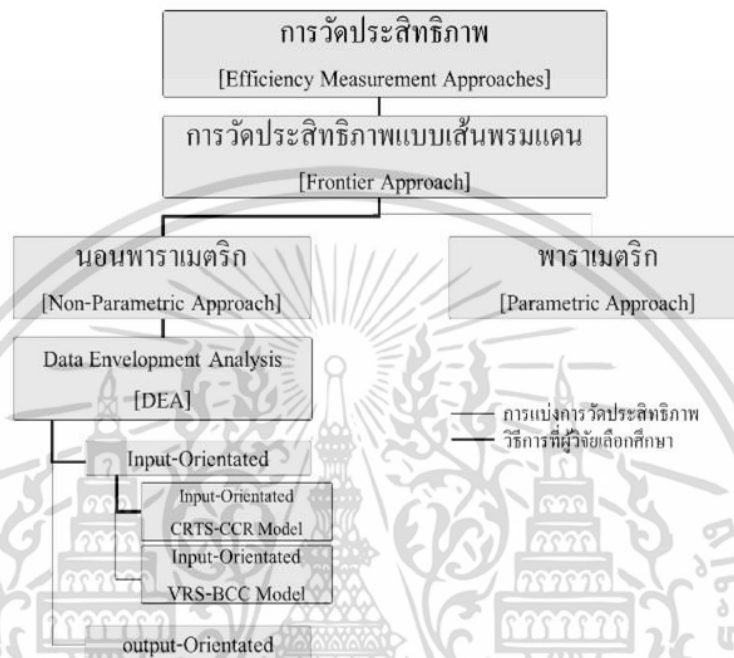 การวัดประสิทธิภาพ
[Efficiency Measurement Approaches]
การวัดประสิทธิภาพแบบเส้นพรมแดน
[Frontier Approach]
นอนพาราเมตริก
[Non-Parametric Approach]
พาราเมตริก
[Parametric Approach]
Data Envelopment Analysis
[DEA]
การแบ่งการวัดประสิทธิภาพ
วิธีการที่ผู้วิจัยเลือกศึกษา
Input-Orientated
Input-Orientated
CRTS-CCR Model
Input-Orientated
VRS-BCC Model
output-Orientated